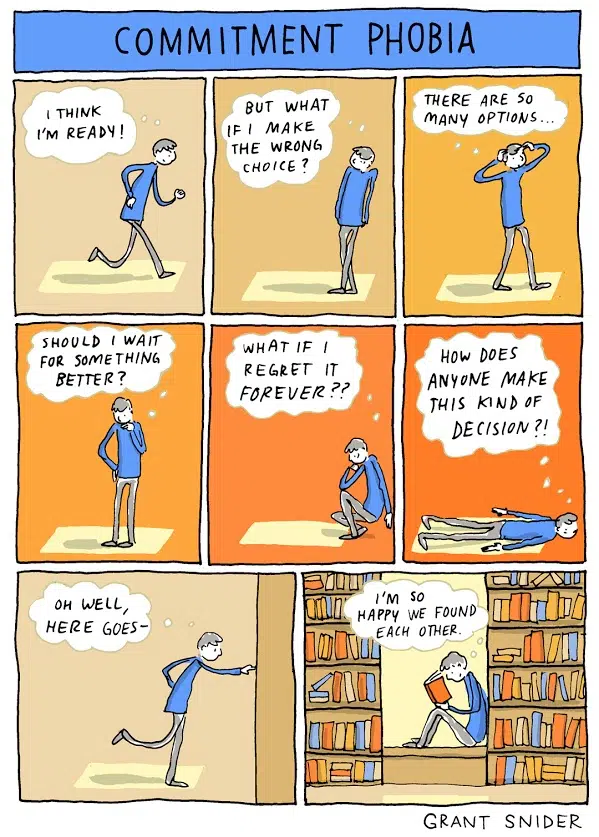 COMMITMENT PHOBIA
I THINK
I'M READY!
BUT WHAT
IF I MAKE
THE WRONG
CHOICE?
THERE ARE SO
MANY OPTIONS...
SHOULD I WAIT
FOR SOMETHING
BETTER?
WHAT IF I
REGRET IT
FOREVER??
HOW DOES
ANYONE MAKE
THIS KIND OF
DECISION?!
OH WELL,
HERE GOES-
I'M SO
HAPPY WE FOUND
EACH OTHER.
GRANT SNIDER